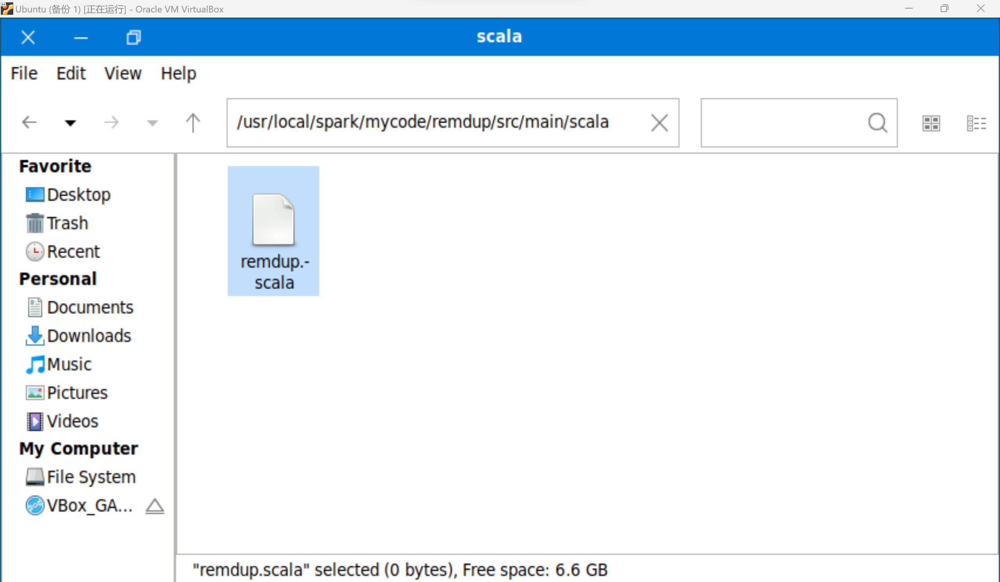 64
Ubuntu (备份 1) [正在运行] - Oracle VM VirtualBox
scala
File Edit View Help
/usr/local/spark/mycode/remdup/src/main/scala
Favorite
Desktop
Trash
Recent
Personal
Documents
Downloads
Music
Pictures
Videos
My Computer
File System
VBox_GA...
remdup.-
scala
"remdup.scala" selected (0 bytes), Free space: 6.6 GB